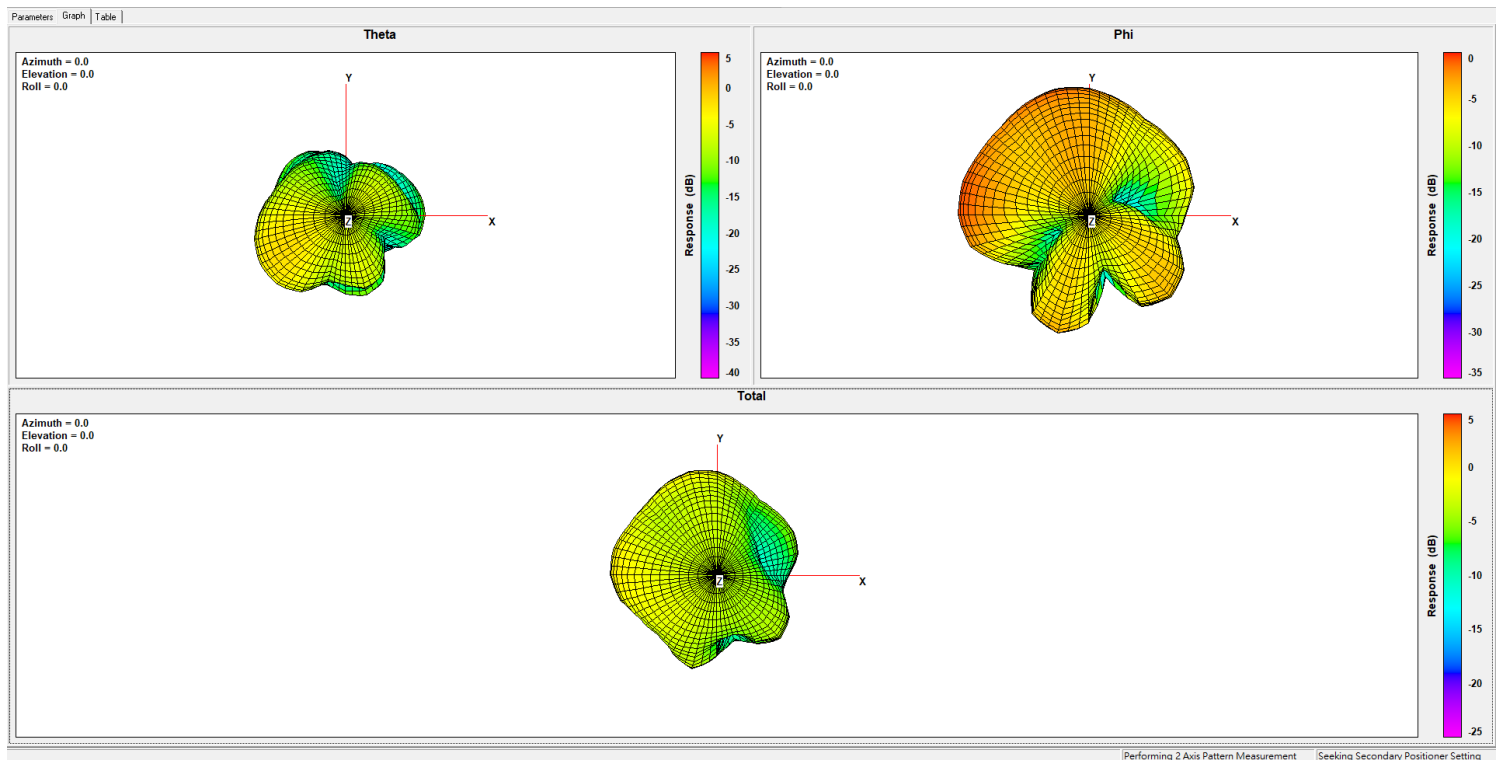 Parameters Graph Table
Theta
Azimuth = 0.0
Elevation = 0.0
Roll = 0.0
Y
X
Z
5
0
-5
-10
-15
-20
-25
-30
-35
-40
Response (dB)
Phi
Azimuth = 0.0
Elevation = 0.0
Roll = 0.0
Y
X
Z
0
-5
-10
-15
-20
-25
-30
-35
Response (dB)
Total
Azimuth = 0.0
Elevation = 0.0
Roll = 0.0
Y
X
Z
5
0
-5
-10
-15
-20
-25
Response (dB)
Performing 2 Axis Pattern Measurement Seeking Secondary Positioner Setting